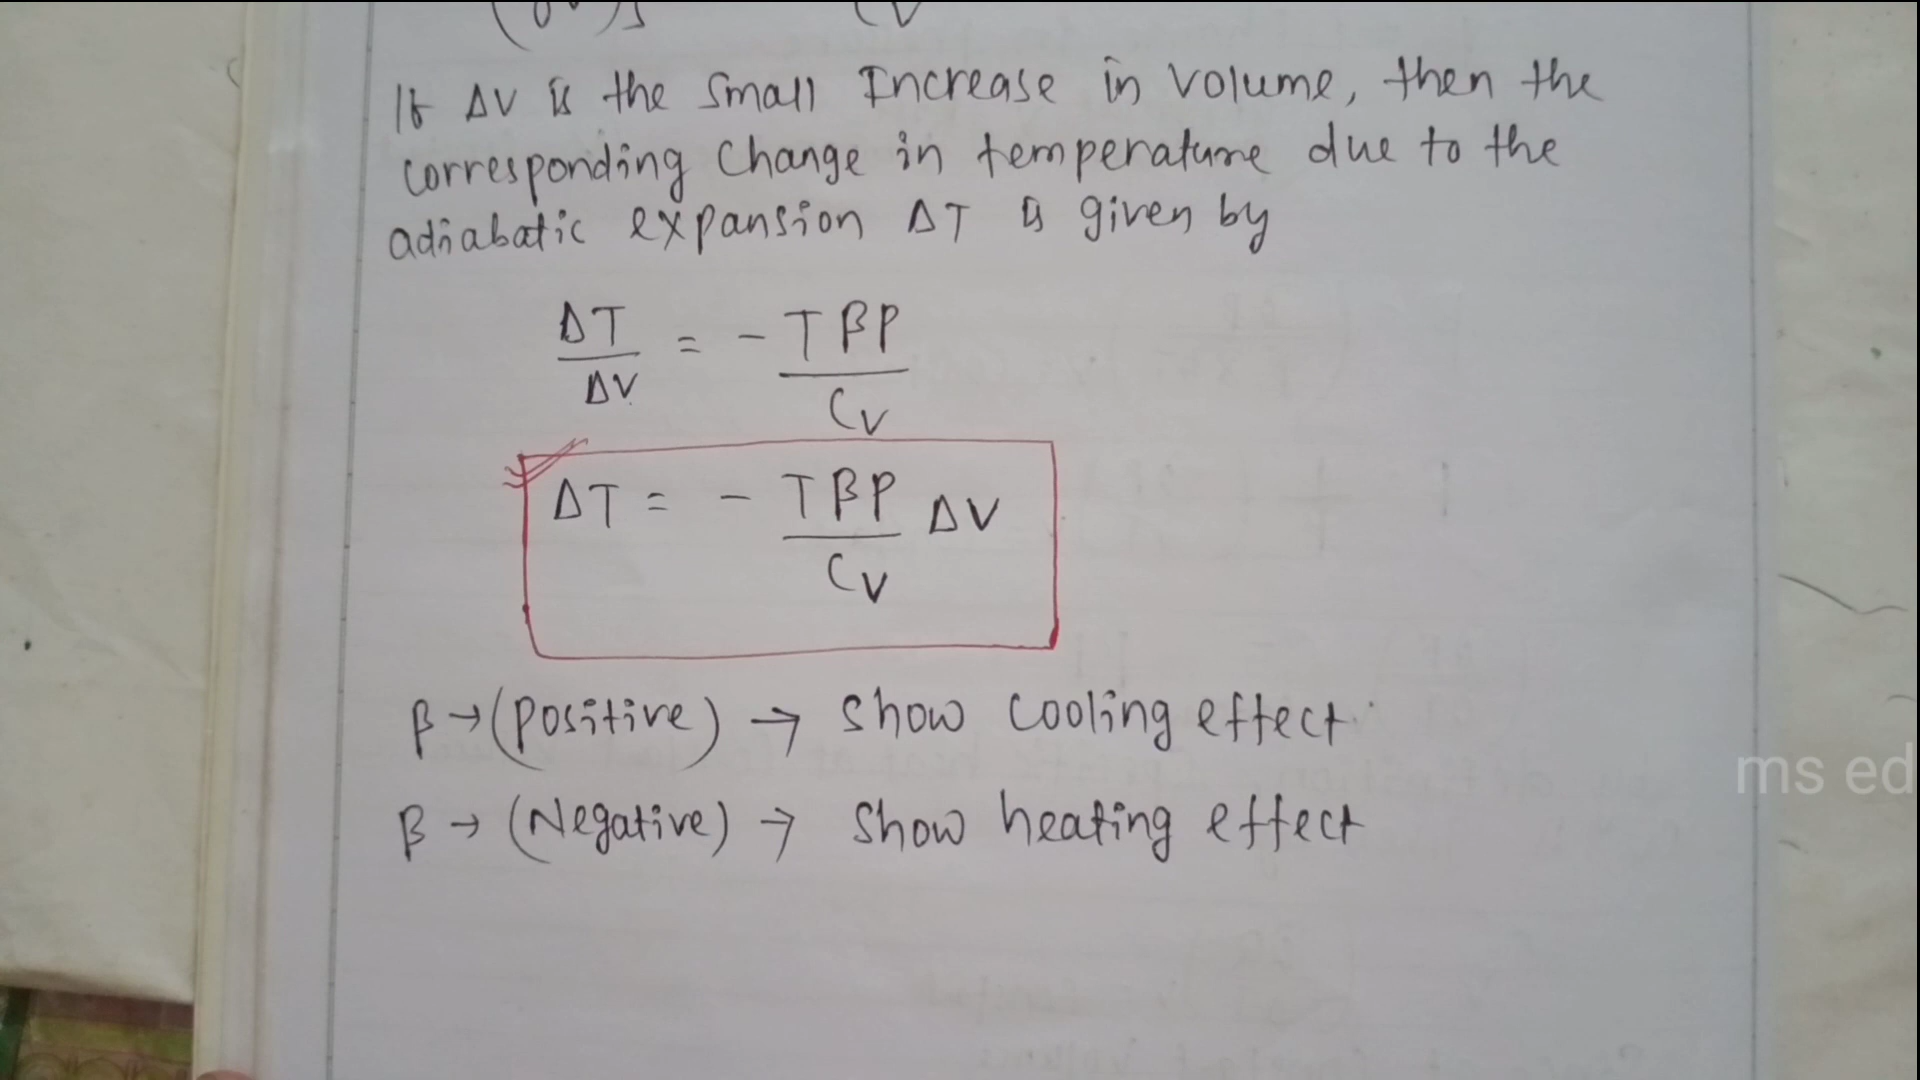 If ΔV is the small Increase in volume, then the
corresponding change in temperature due to the
adiabatic expansion ΔT is given by
ΔT/ΔV = - TβP/CV
ΔT = - TβP/CV ΔV
β → (positive) → show cooling effect
β → (Negative) → show heating effect
ms ed